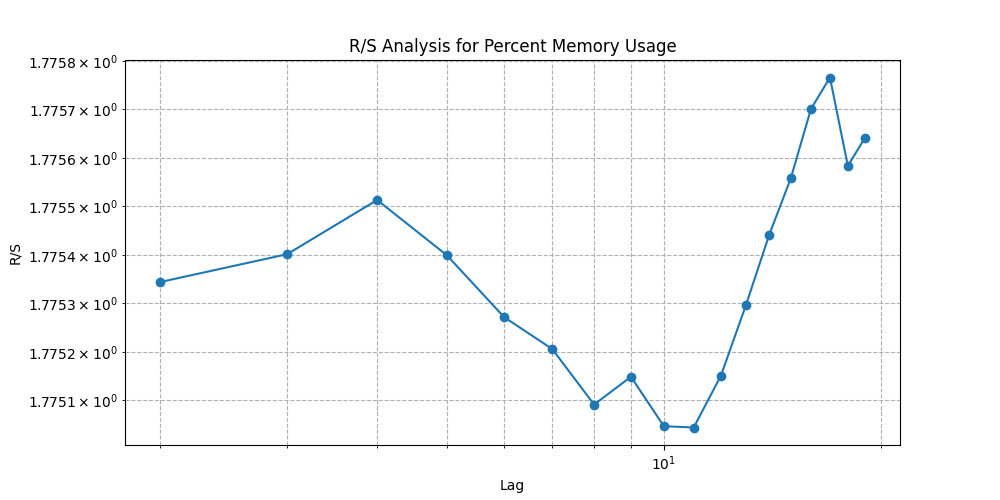 R/S Analysis for Percent Memory Usage
1.7758 × 10⁰
1.7757 × 10⁰
1.7756 × 10⁰
1.7755 × 10⁰
1.7754 × 10⁰
1.7753 × 10⁰
1.7752 × 10⁰
1.7751 × 10⁰
R/S
10¹
Lag